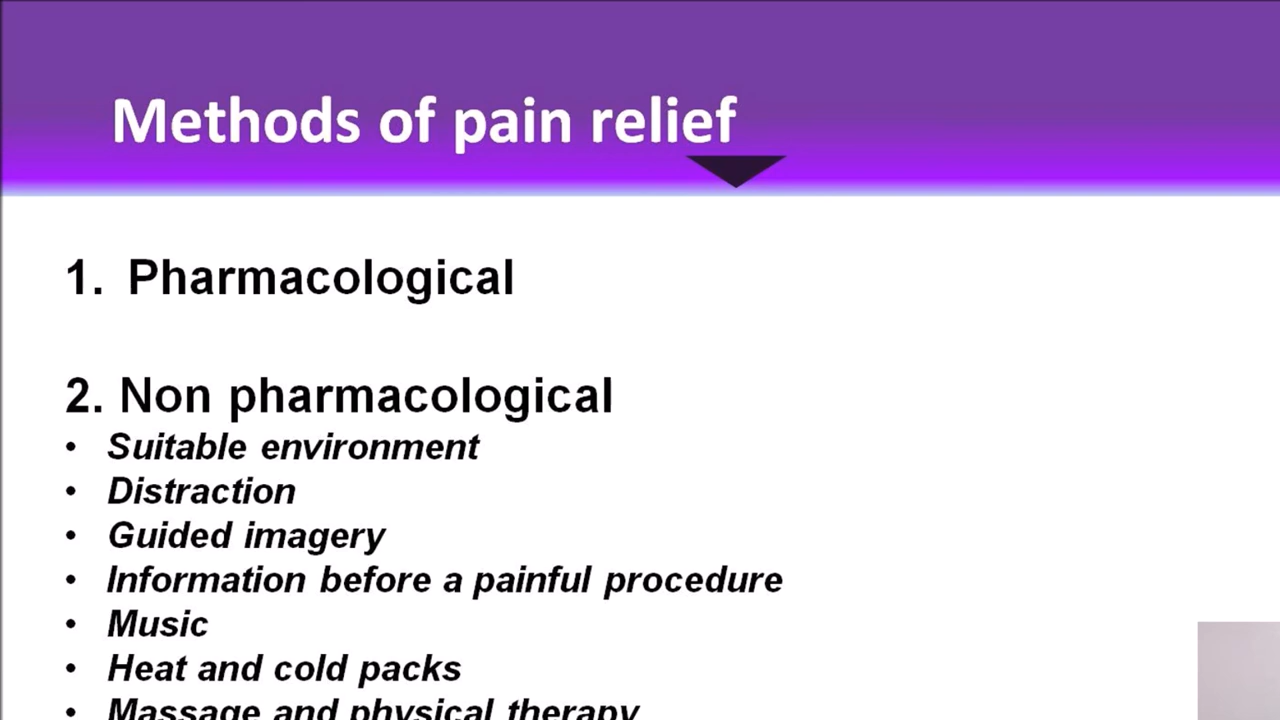 Methods of pain relief
1. Pharmacological
2. Non pharmacological
• Suitable environment
• Distraction
• Guided imagery
• Information before a painful procedure
• Music
• Heat and cold packs
• Massage and physical therapy